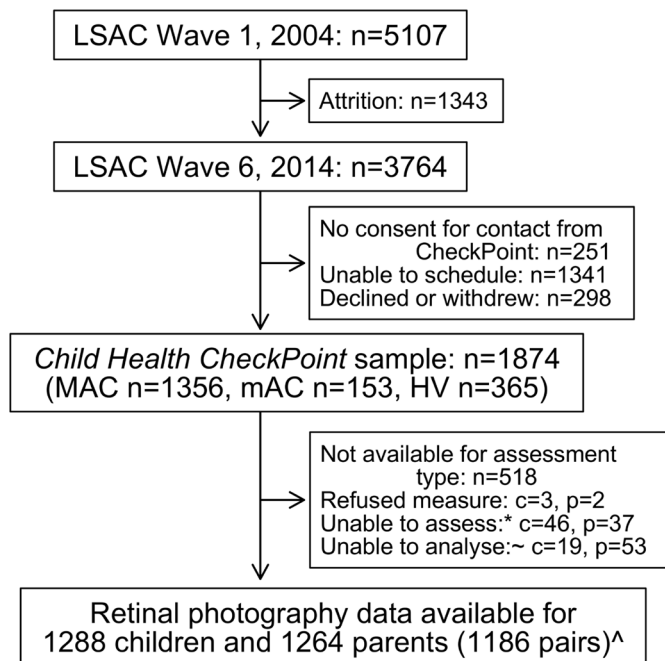 LSAC Wave 1, 2004: n=5107
Attrition: n=1343
LSAC Wave 6, 2014: n=3764
No consent for contact from
CheckPoint: n=251
Unable to schedule: n=1341
Declined or withdrew: n=298
Child Health CheckPoint sample: n=1874
(MAC n=1356, mAC n=153, HV n=365)
Not available for assessment
type: n=518
Refused measure: c=3, p=2
Unable to assess:* c=46, p=37
Unable to analyse:~ c=19, p=53
Retinal photography data available for
1288 children and 1264 parents (1186 pairs)^